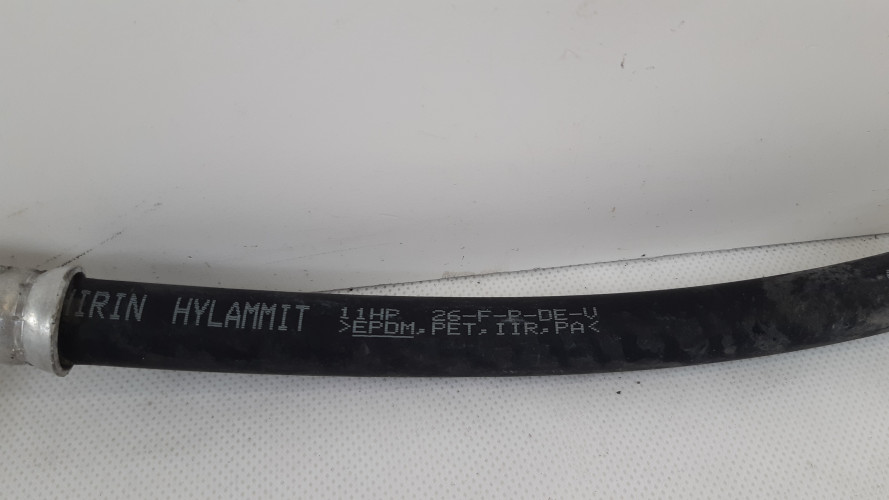 IRIN HYLAMMIT
11HP 26-F-R-DE-V
>EPDM,PET,IIR,PA<